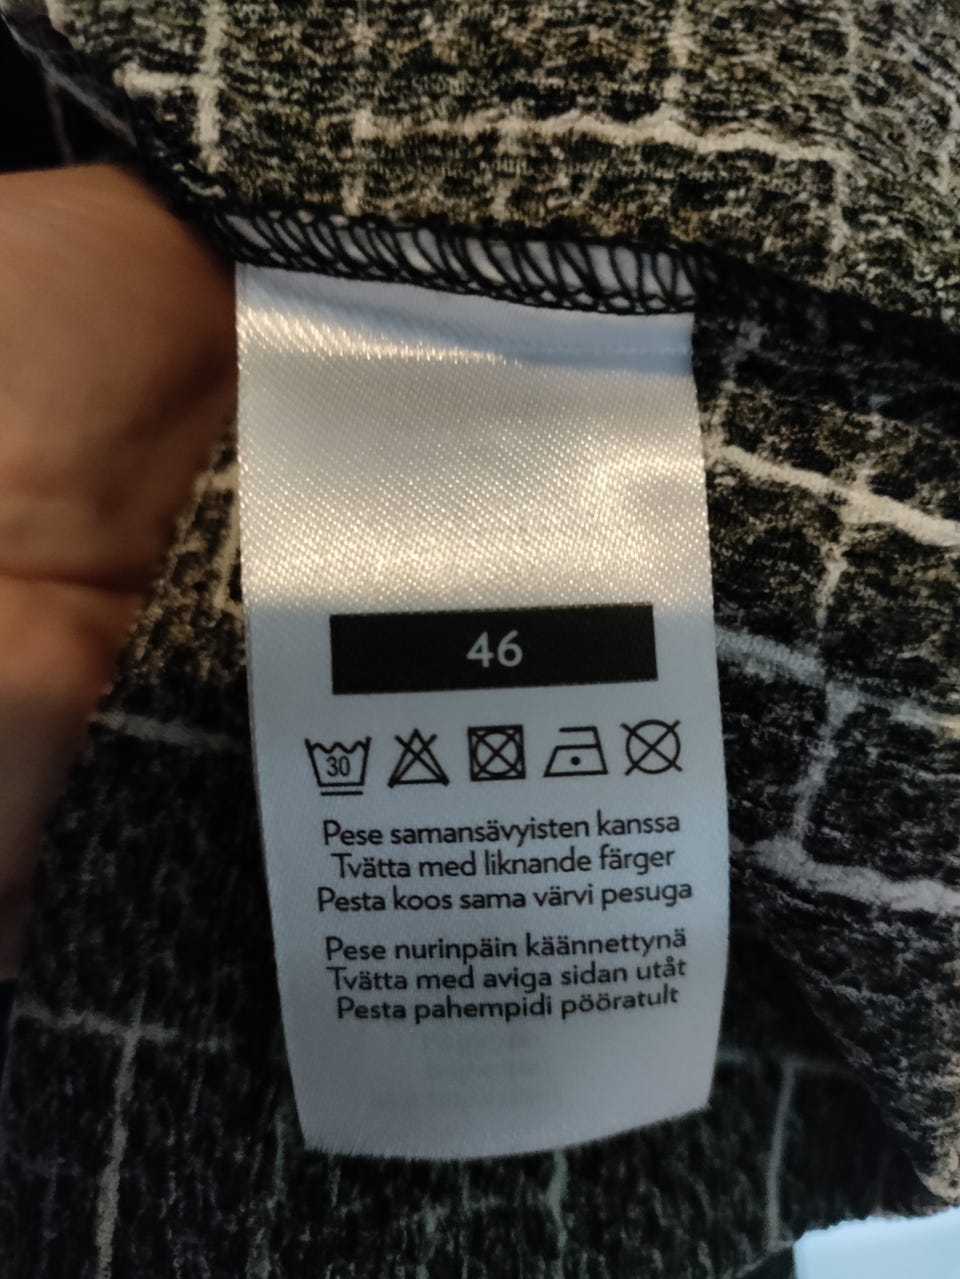 46
30
Pese samansävyisten kanssa
Tvätta med liknande färger
Pesta koos sama värvi pesuga
Pese nurinpäin käännettynä
Tvätta med aviga sidan utåt
Pesta pahempidi pööratult